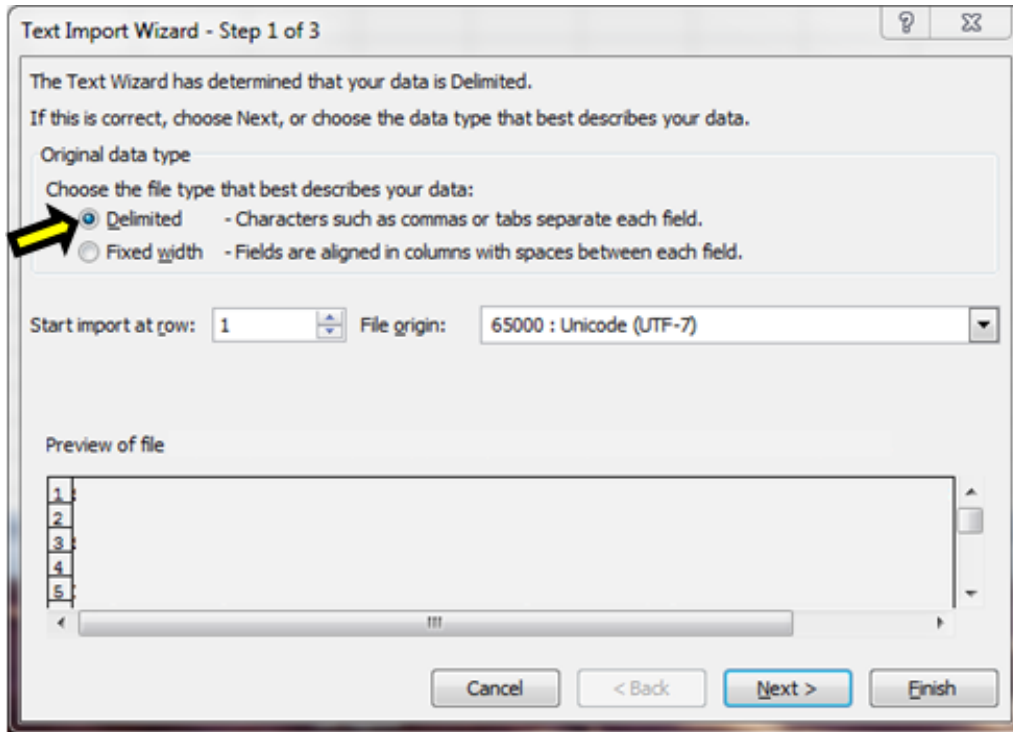 Text Import Wizard - Step 1 of 3
The Text Wizard has determined that your data is Delimited.
If this is correct, choose Next, or choose the data type that best describes your data.
Original data type
Choose the file type that best describes your data:
Delimited - Characters such as commas or tabs separate each field.
Fixed width - Fields are aligned in columns with spaces between each field.
Start import at row: 1 File origin: 65000 : Unicode (UTF-7)
Preview of file
1
2
3
4
5
Cancel < Back Next > Finish